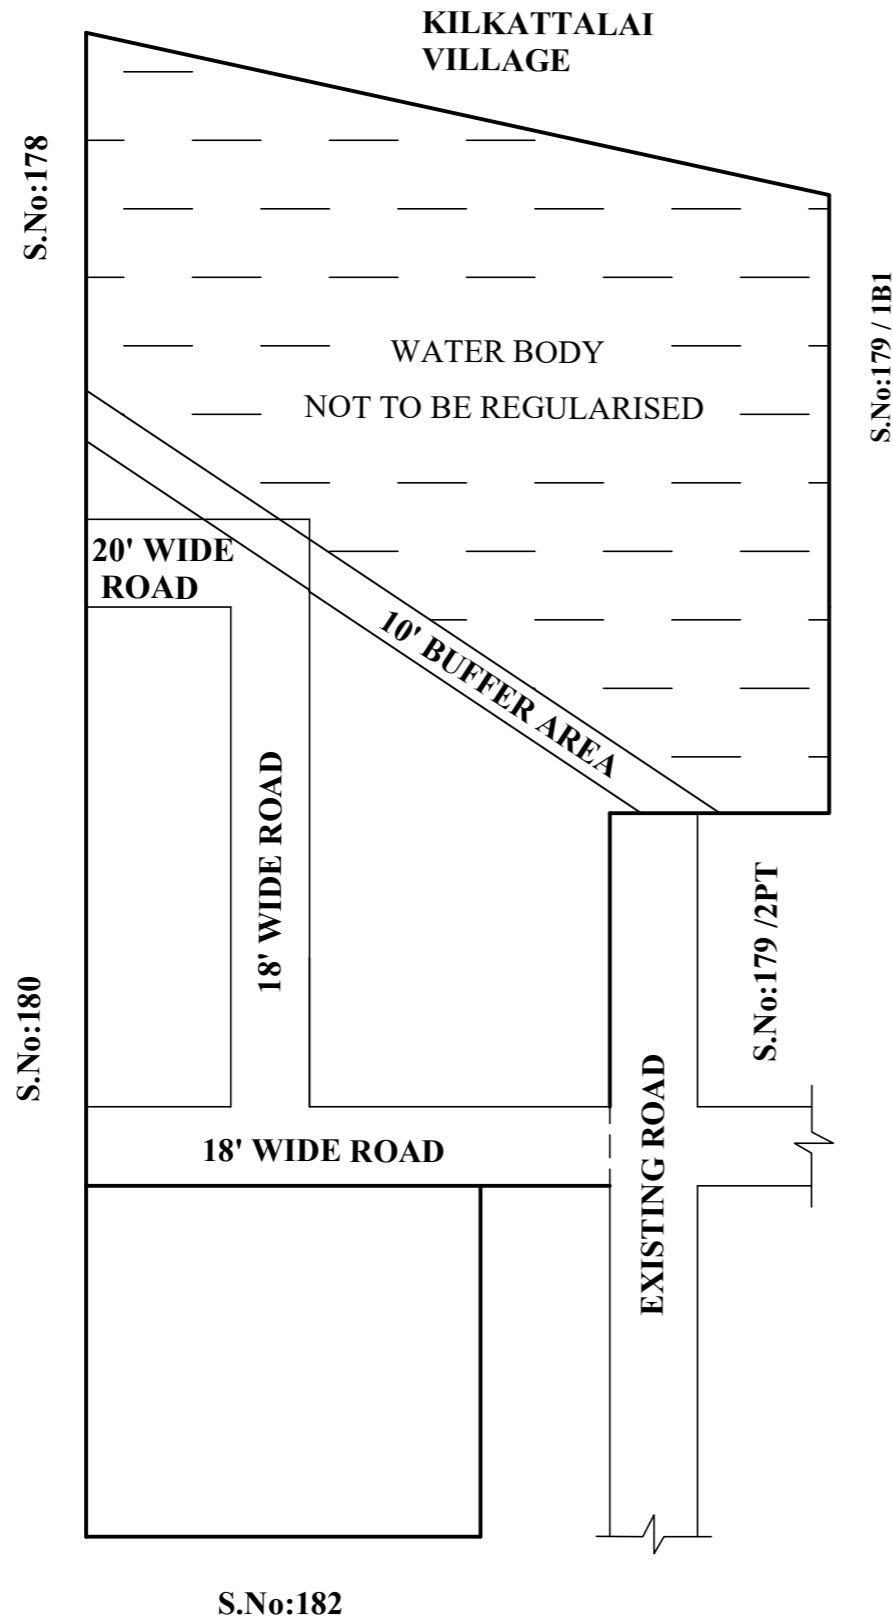 KILKATTALAI
VILLAGE
S.No:178
S.No:179 / 1B1
WATER BODY
NOT TO BE REGULARISED
20' WIDE
ROAD
10' BUFFER AREA
18' WIDE ROAD
S.No:179 /2PT
S.No:180
18' WIDE ROAD
EXISTING ROAD
S.No:182